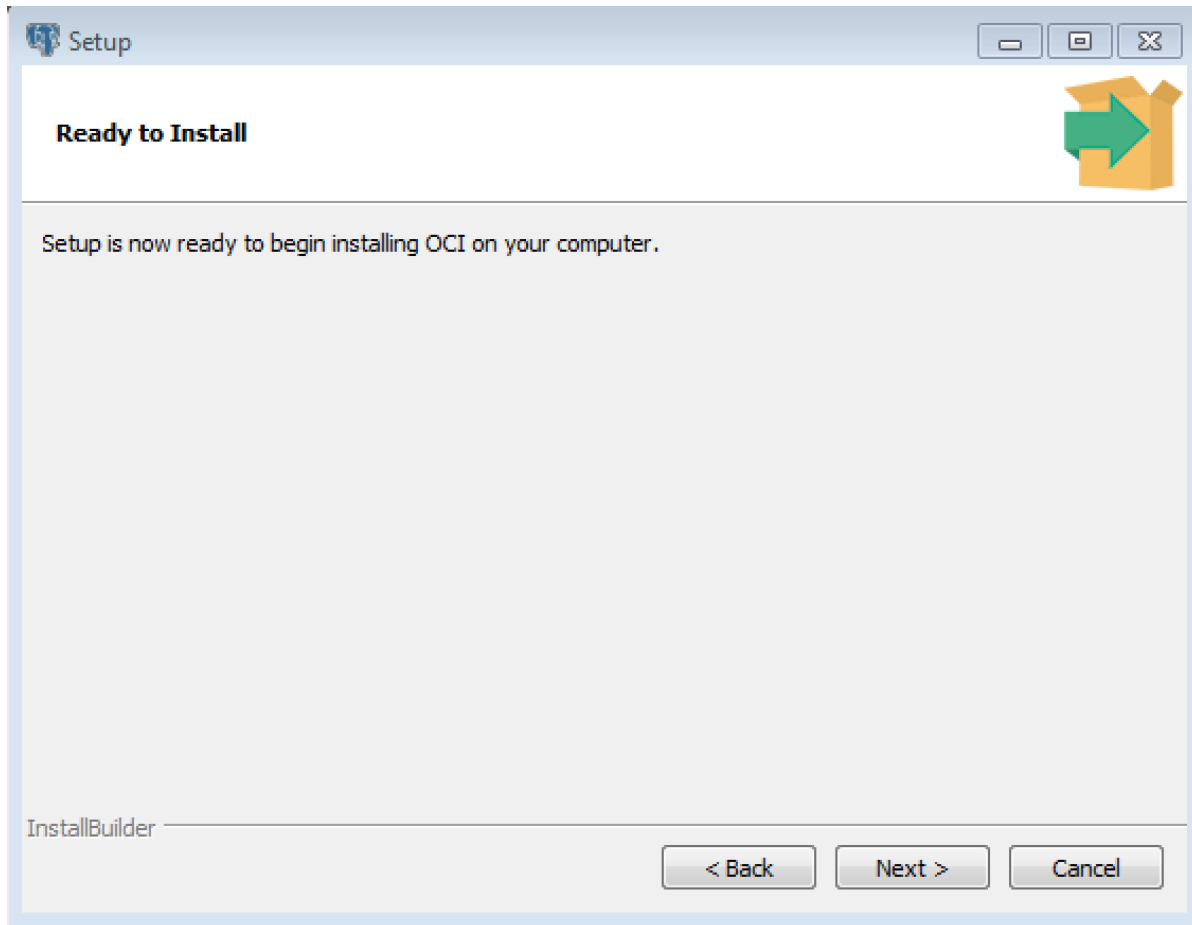 Setup
Ready to Install
Setup is now ready to begin installing OCI on your computer.
InstallBuilder
< Back Next > Cancel